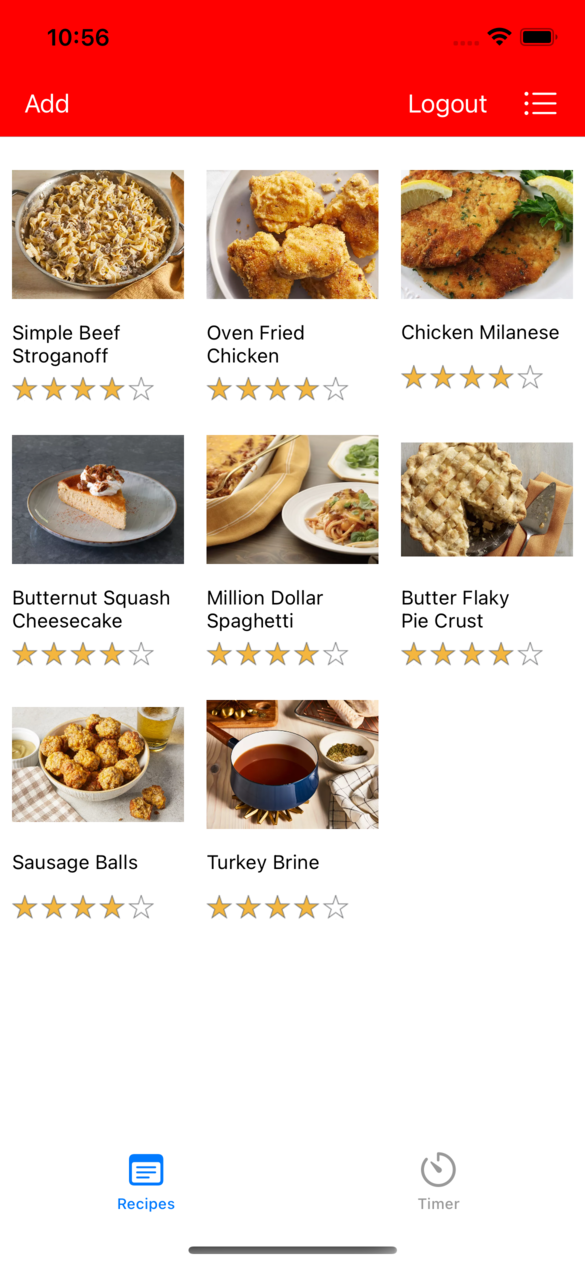 10:56
Add
Logout
Simple Beef
Stroganoff
Oven Fried
Chicken
Chicken Milanese
Butternut Squash
Cheesecake
Million Dollar
Spaghetti
Butter Flaky
Pie Crust
Sausage Balls
Turkey Brine
Recipes
Timer